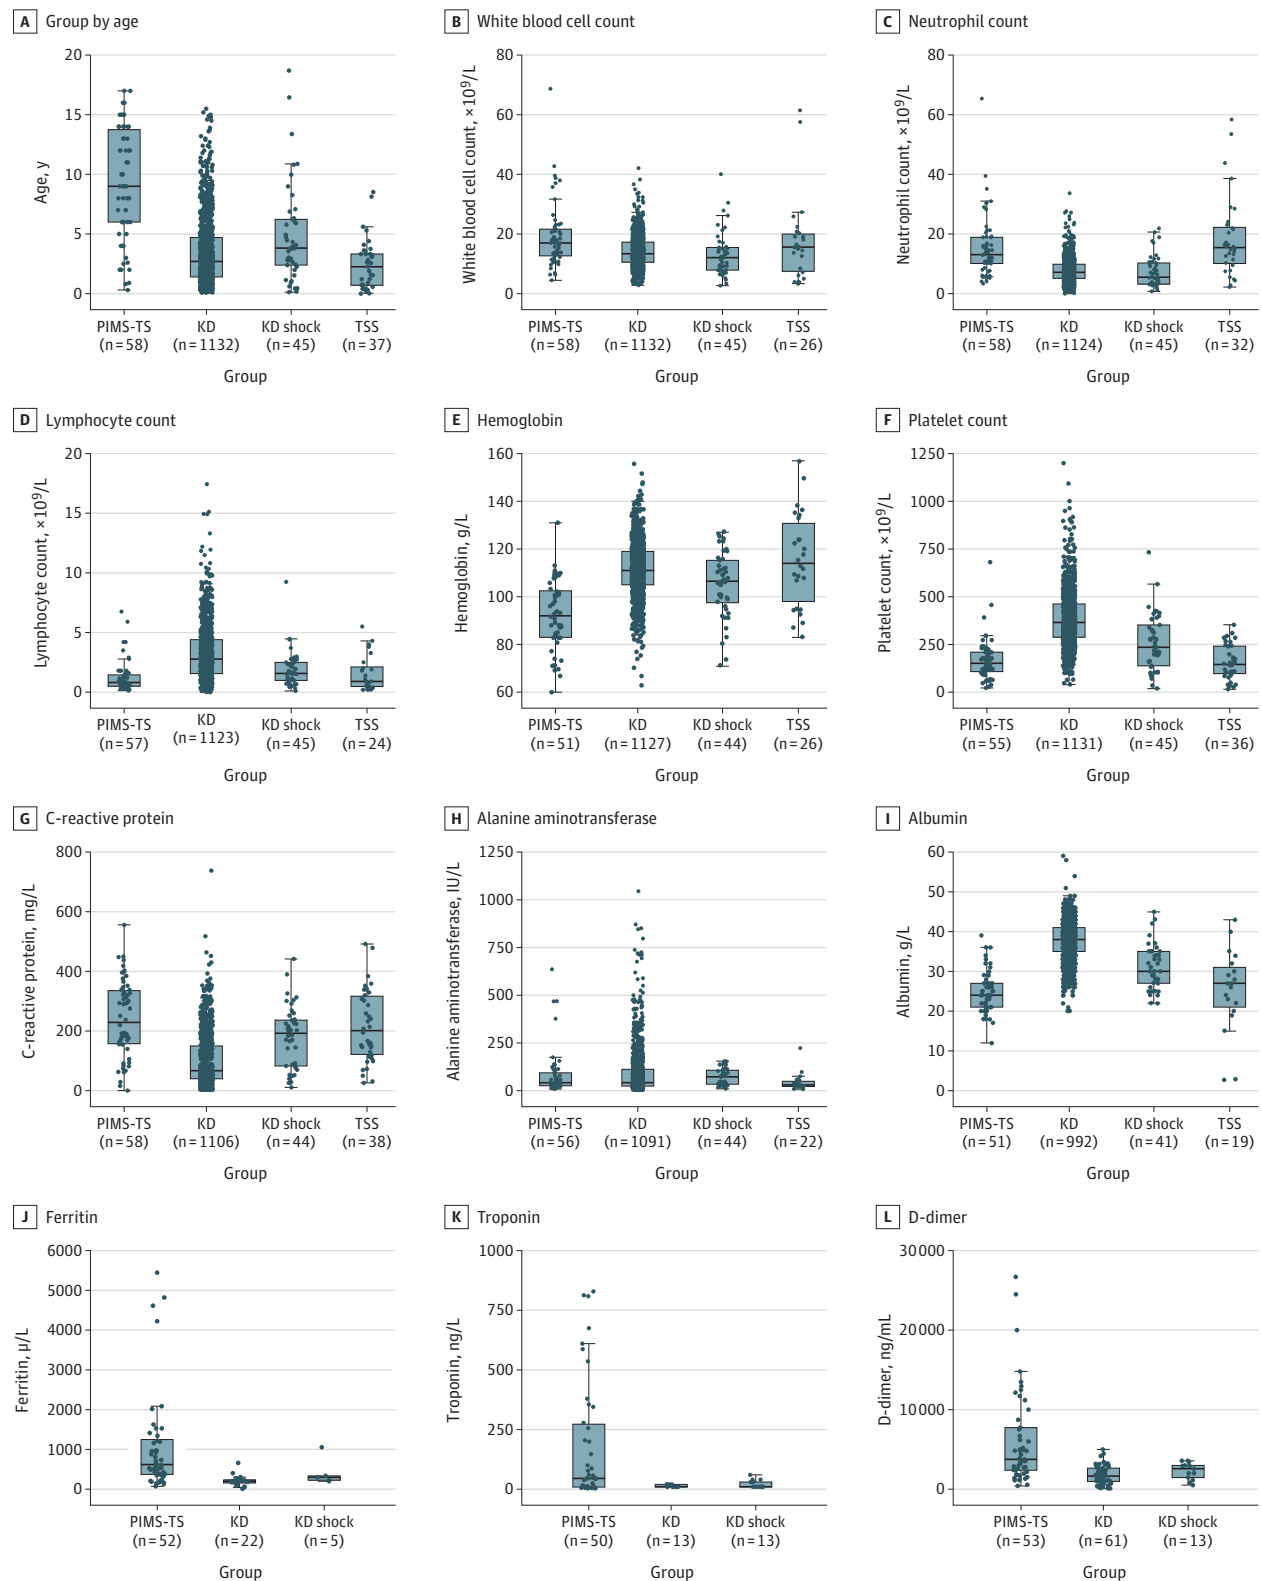 A Group by age
Age, y
20
15
10
5
0
PIMS-TS KD KD shock TSS
(n=58) (n=1132) (n=45) (n=37)
Group
B White blood cell count
White blood cell count, ×10⁹/L
80
60
40
20
0
PIMS-TS KD KD shock TSS
(n=58) (n=1132) (n=45) (n=26)
Group
C Neutrophil count
Neutrophil count, ×10⁹/L
80
60
40
20
0
PIMS-TS KD KD shock TSS
(n=58) (n=1124) (n=45) (n=32)
Group
D Lymphocyte count
Lymphocyte count, ×10⁹/L
20
15
10
5
0
PIMS-TS KD KD shock TSS
(n=57) (n=1123) (n=45) (n=24)
Group
E Hemoglobin
Hemoglobin, g/L
160
140
120
100
80
60
PIMS-TS KD KD shock TSS
(n=51) (n=1127) (n=44) (n=26)
Group
F Platelet count
Platelet count, ×10⁹/L
1250
1000
750
500
250
0
PIMS-TS KD KD shock TSS
(n=55) (n=1131) (n=45) (n=36)
Group
G C-reactive protein
C-reactive protein, mg/L
800
600
400
200
0
PIMS-TS KD KD shock TSS
(n=58) (n=1106) (n=44) (n=38)
Group
H Alanine aminotransferase
Alanine aminotransferase, IU/L
1250
1000
750
500
250
0
PIMS-TS KD KD shock TSS
(n=56) (n=1091) (n=44) (n=22)
Group
I Albumin
Albumin, g/L
60
50
40
30
20
10
0
PIMS-TS KD KD shock TSS
(n=51) (n=992) (n=41) (n=19)
Group
J Ferritin
Ferritin, μ/L
6000
5000
4000
3000
2000
1000
0
PIMS-TS KD KD shock
(n=52) (n=22) (n=5)
Group
K Troponin
Troponin, ng/L
1000
750
500
250
0
PIMS-TS KD KD shock
(n=50) (n=13) (n=13)
Group
L D-dimer
D-dimer, ng/mL
30000
20000
10000
0
PIMS-TS KD KD shock
(n=53) (n=61) (n=13)
Group